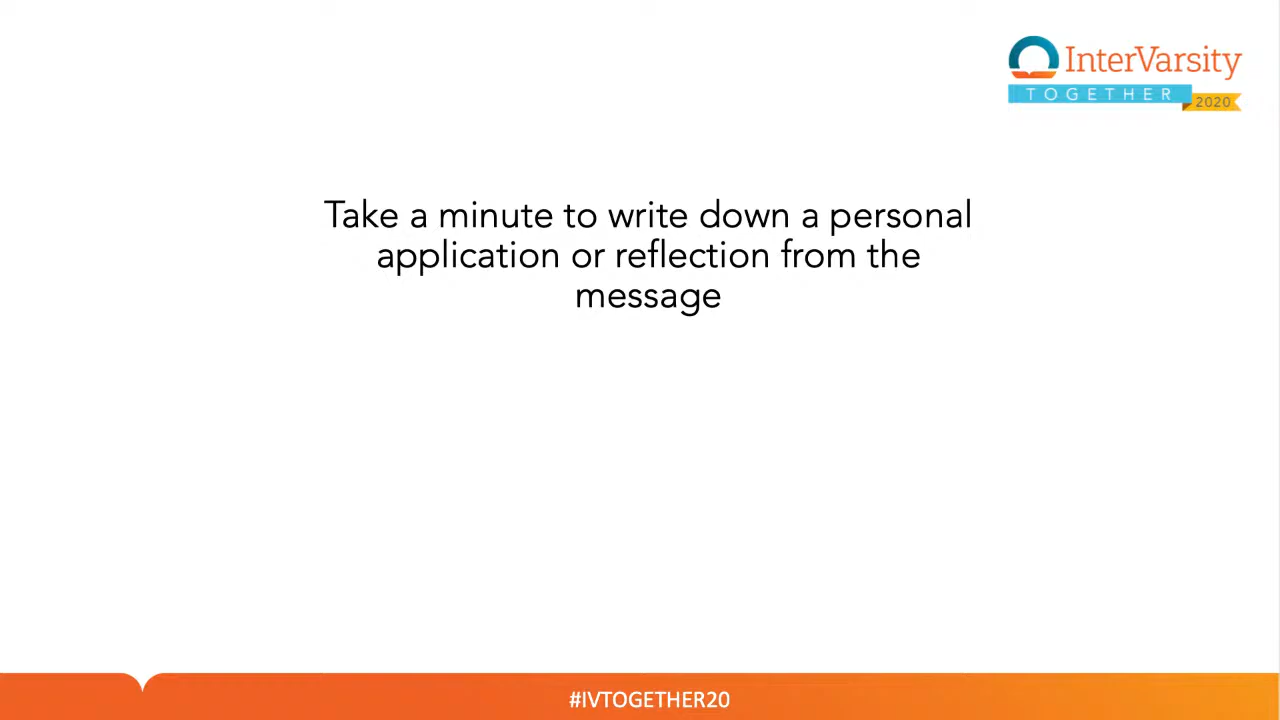 InterVarsity
TOGETHER
2020
Take a minute to write down a personal
application or reflection from the
message
#IVTOGETHER20